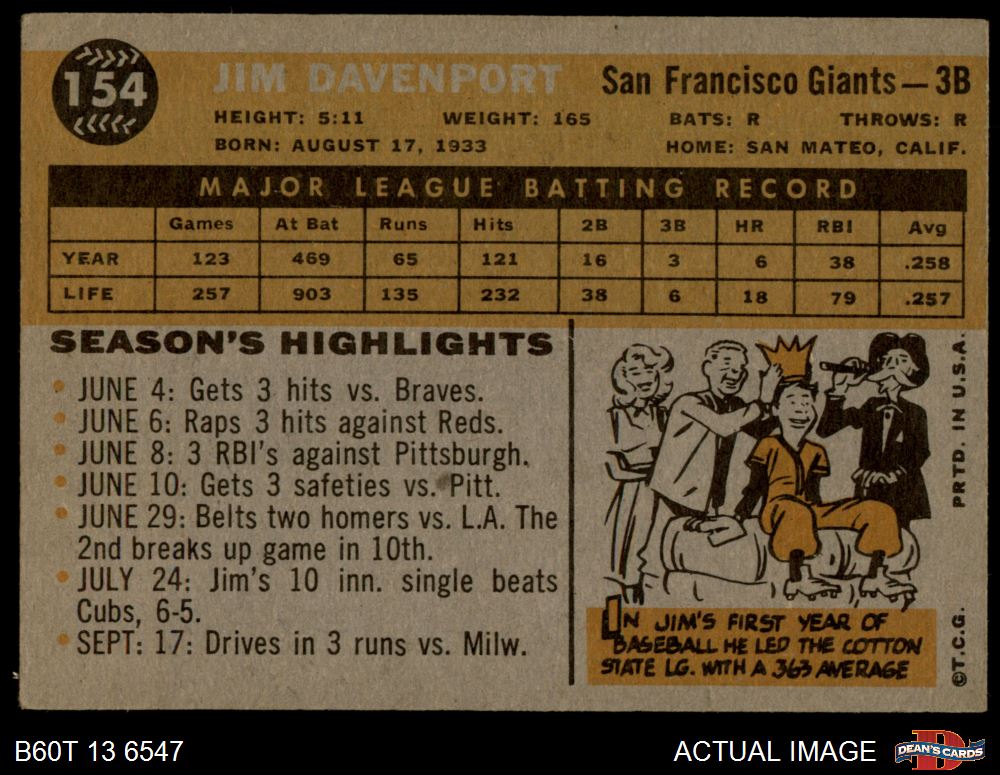 154
JIM DAVENPORT San Francisco Giants — 3B
HEIGHT: 5:11 WEIGHT: 165 BATS: R THROWS: R
BORN: AUGUST 17, 1933 HOME: SAN MATEO, CALIF.
MAJOR LEAGUE BATTING RECORD
Games At Bat Runs Hits 2B 3B HR RBI Avg
YEAR 123 469 65 121 16 3 6 38 .258
LIFE 257 903 135 232 38 6 18 79 .257
SEASON'S HIGHLIGHTS
• JUNE 4: Gets 3 hits vs. Braves.
• JUNE 6: Raps 3 hits against Reds.
• JUNE 8: 3 RBI's against Pittsburgh.
• JUNE 10: Gets 3 safeties vs. Pitt.
• JUNE 29: Belts two homers vs. L.A. The
2nd breaks up game in 10th.
• JULY 24: Jim's 10 inn. single beats
Cubs, 6-5.
• SEPT: 17: Drives in 3 runs vs. Milw.
IN JIM'S FIRST YEAR OF
BASEBALL HE LED THE COTTON
STATE LG. WITH A 363 AVERAGE
©T.C.G. PRTD. IN U.S.A.
B60T 13 6547 ACTUAL IMAGE
D
DEAN'S CARDS